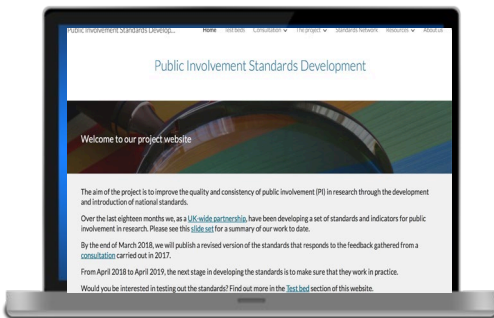 Public Involvement Standards Develop... Home Test beds Consultation The project Standards Network Resources About us
Public Involvement Standards Development
Welcome to our project website
The aim of the project is to improve the quality and consistency of public involvement (PI) in research through the development
and introduction of national standards.
Over the last eighteen months we, as a UK-wide partnership, have been developing a set of standards and indicators for public
involvement in research. Please see this slide set for a summary of our work to date.
By the end of March 2018, we will publish a revised version of the standards that responds to the feedback gathered from a
consultation carried out in 2017.
From April 2018 to April 2019, the next stage in developing the standards is to make sure that they work in practice.
Would you be interested in testing out the standards? Find out more in the Test bed section of this website.